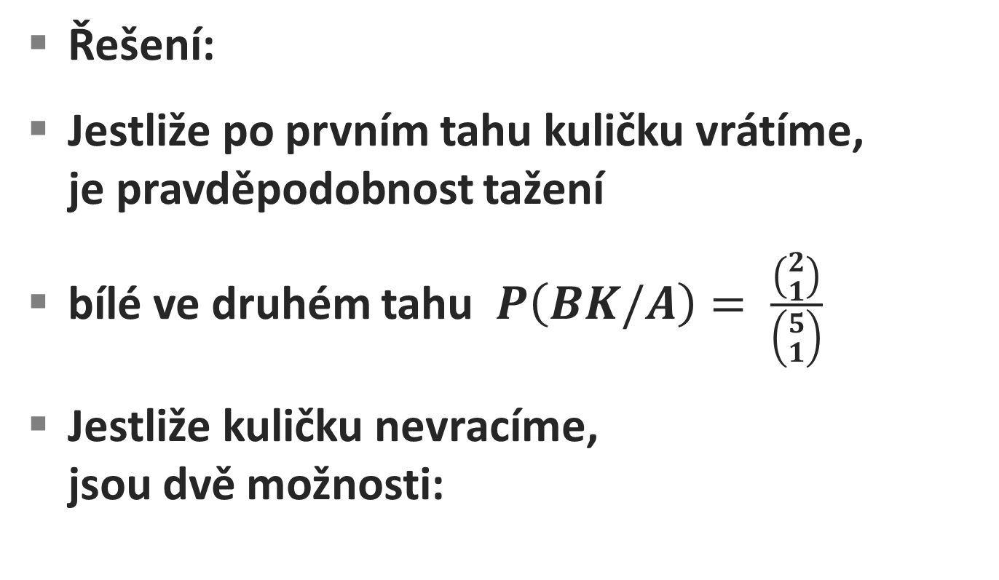 ▪ Řešení:
▪ Jestliže po prvním tahu kuličku vrátíme,
je pravděpodobnost tažení
▪ bílé ve druhém tahu $P(BK/A) = \frac{\binom{2}{1}}{\binom{5}{1}}$
▪ Jestliže kuličku nevracíme,
jsou dvě možnosti: